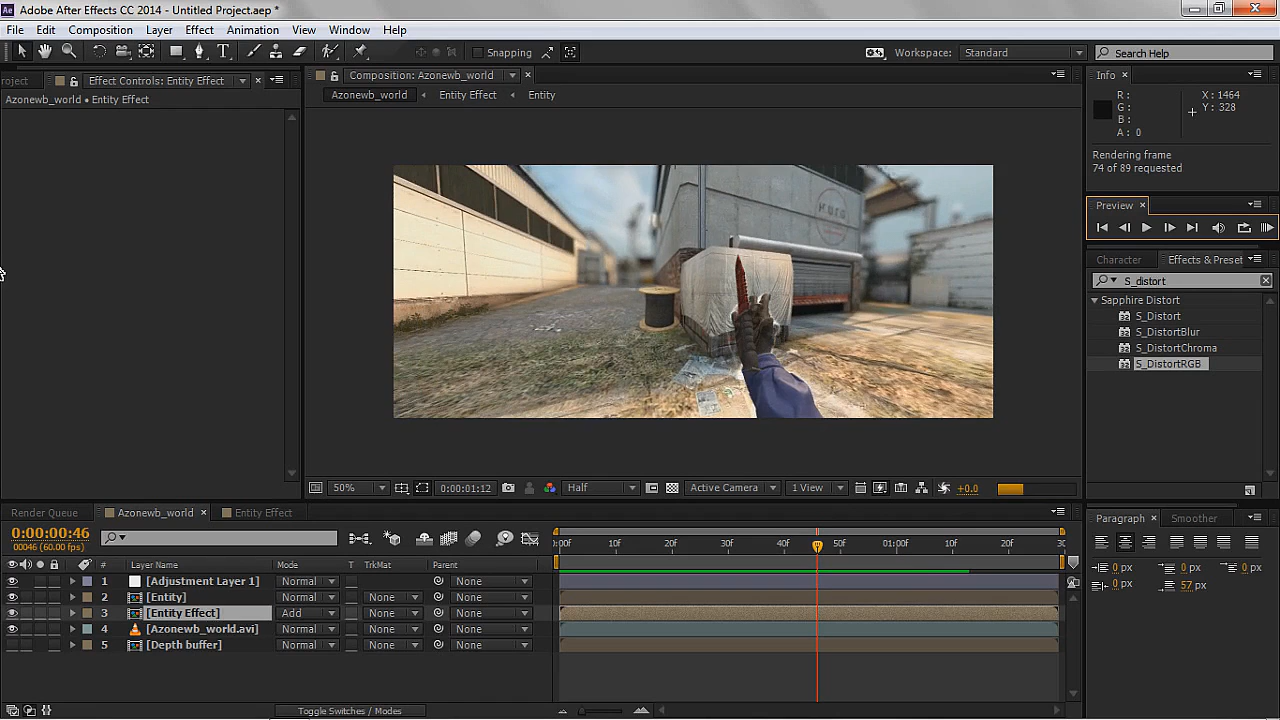 Adobe After Effects CC 2014 - Untitled Project.aep *
File Edit Composition Layer Effect Animation View Window Help
Snapping Workspace: Standard Search Help
roject Effect Controls: Entity Effect
Azonewb_world • Entity Effect
Composition: Azonewb_world
Azonewb_world Entity Effect Entity
Info
R : X : 1464
G : Y : 328
B :
A : 0
Rendering frame
74 of 89 requested
Preview
Character Effects & Preset
S_distort
Sapphire Distort
S_Distort
S_DistortBlur
S_DistortChroma
S_DistortRGB
50% 0:00:01:12 Half Active Camera 1 View +0.0
Render Queue Azonewb_world Entity Effect
0:00:00:46
00046 (60.00 fps)
:00f 10f 20f 30f 50f 01:00f 10f 20f 30
# Layer Name Mode T TrkMat Parent
1 [Adjustment Layer 1] Normal None
2 [Entity] Normal None None
3 [Entity Effect] Add None None
4 [Azonewb_world.avi] Normal None None
5 [Depth buffer] Normal None None
Toggle Switches / Modes
Paragraph Smoother
0 px 0 px 0 px
0 px 57 px